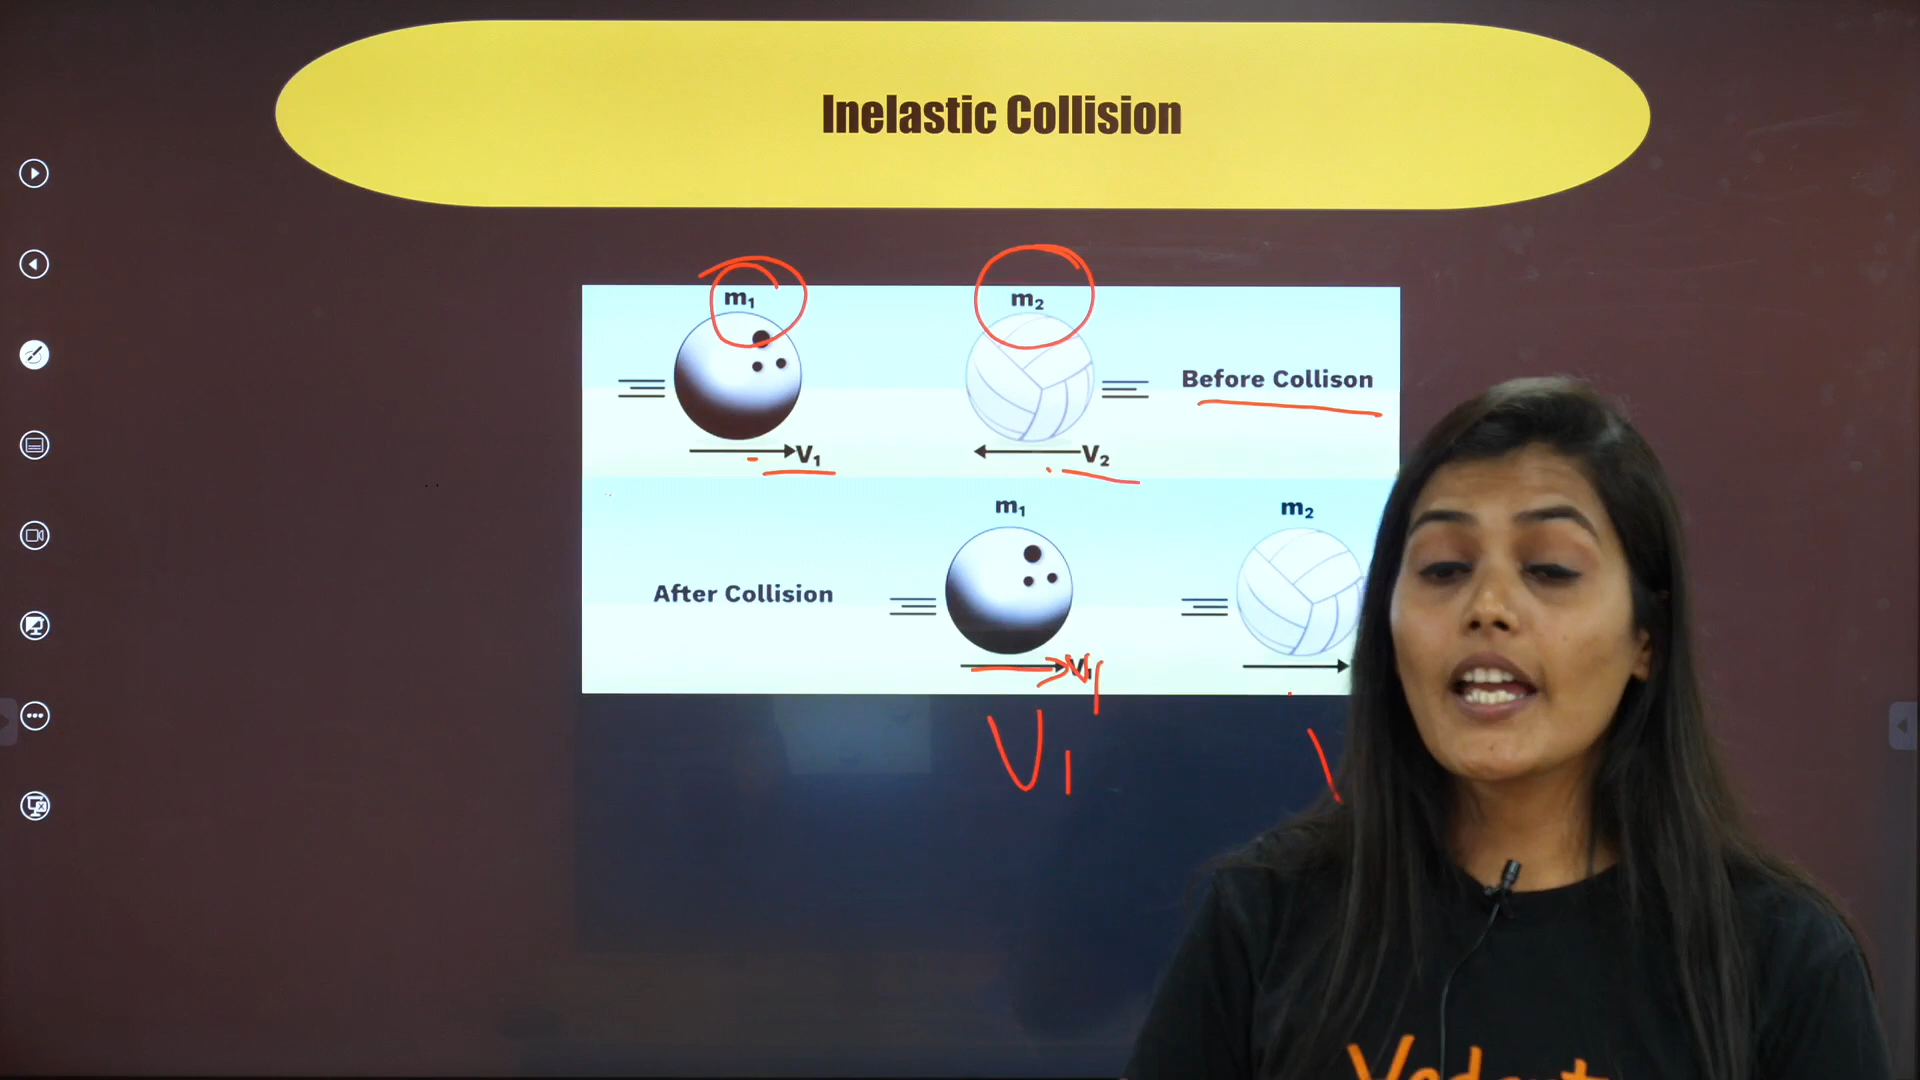 Inelastic Collision
m₁
m₂
Before Collison
V₁
V₂
m₁
m₂
After Collision
V₁
V₁